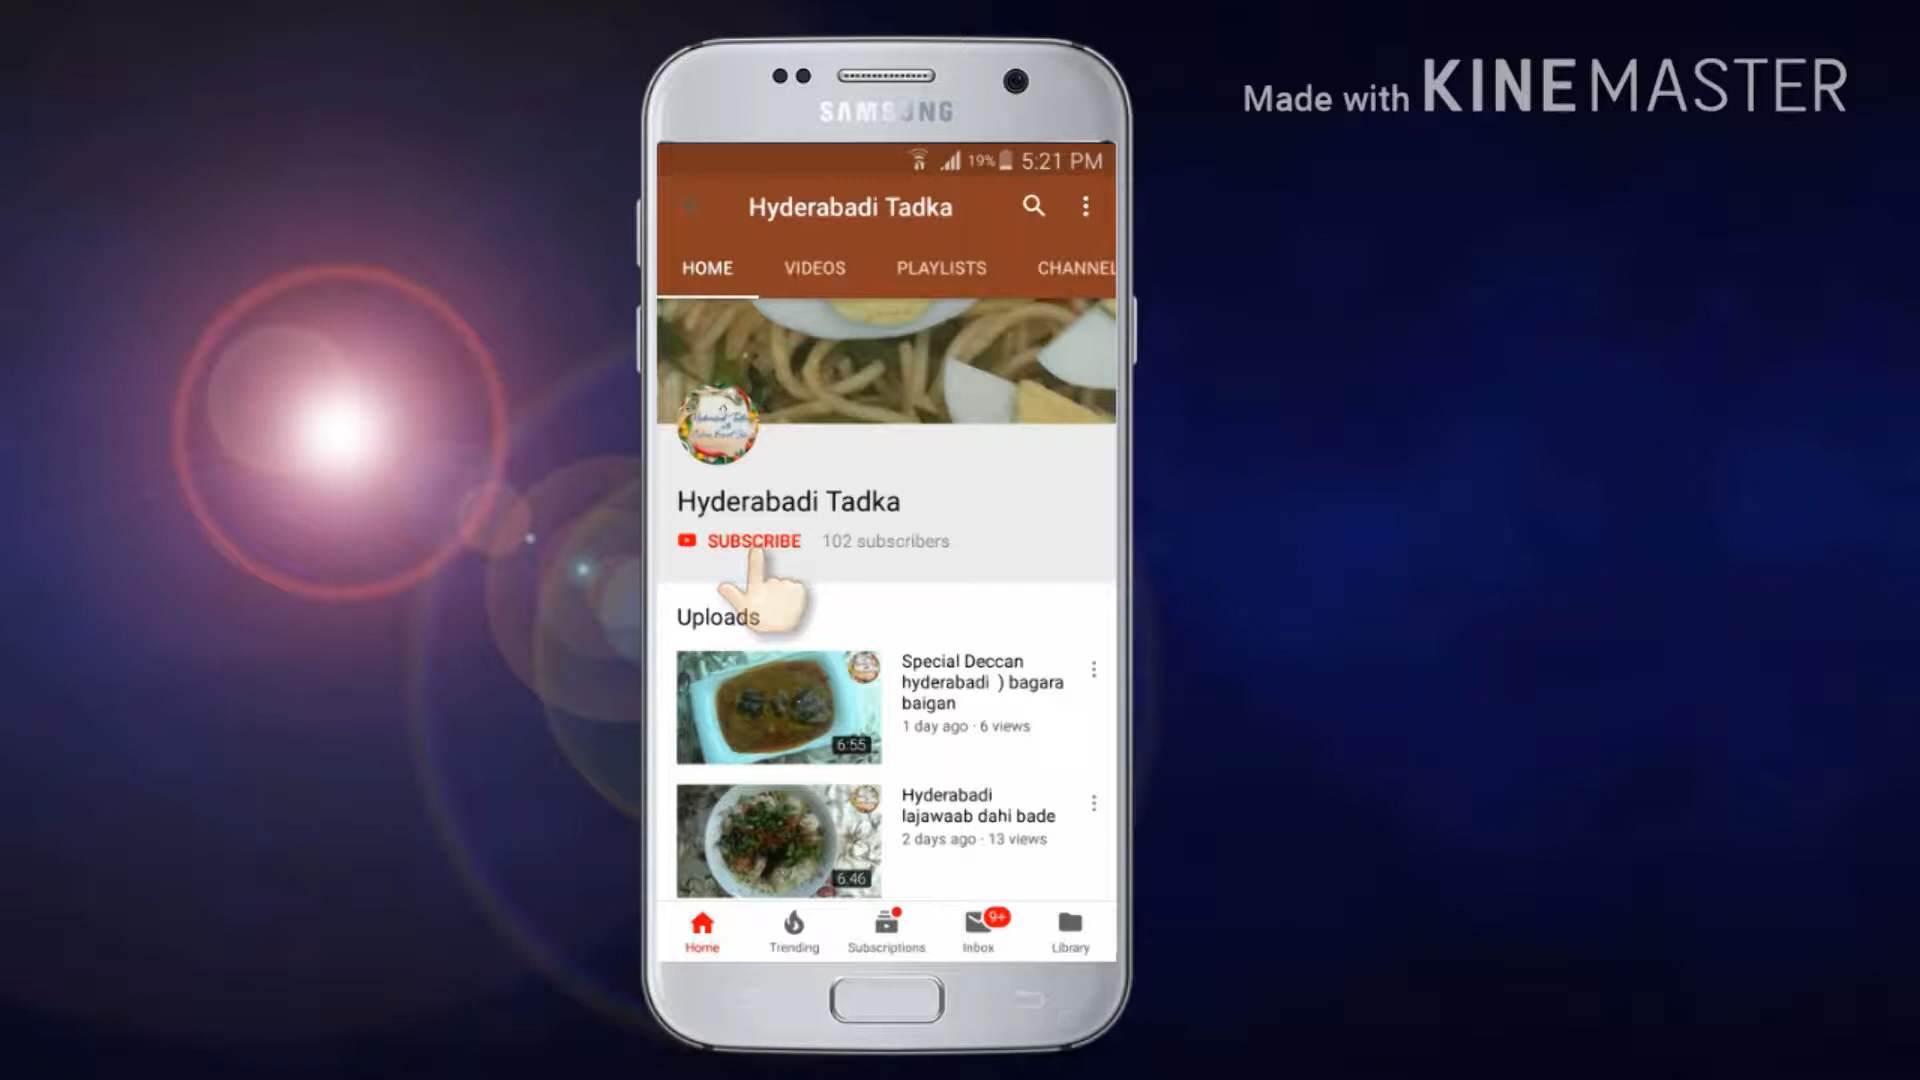 Made with KINEMASTER
SAMSUNG
19% 5:21 PM
Hyderabadi Tadka
HOME VIDEOS PLAYLISTS CHANNEL
Hyderabadi Tadka
SUBSCRIBE 102 subscribers
Uploads
Special Deccan
hyderabadi ) bagara
baigan
1 day ago · 6 views
6:55
Hyderabadi
lajawaab dahi bade
2 days ago · 13 views
6:46
Home Trending Subscriptions Inbox 9+ Library